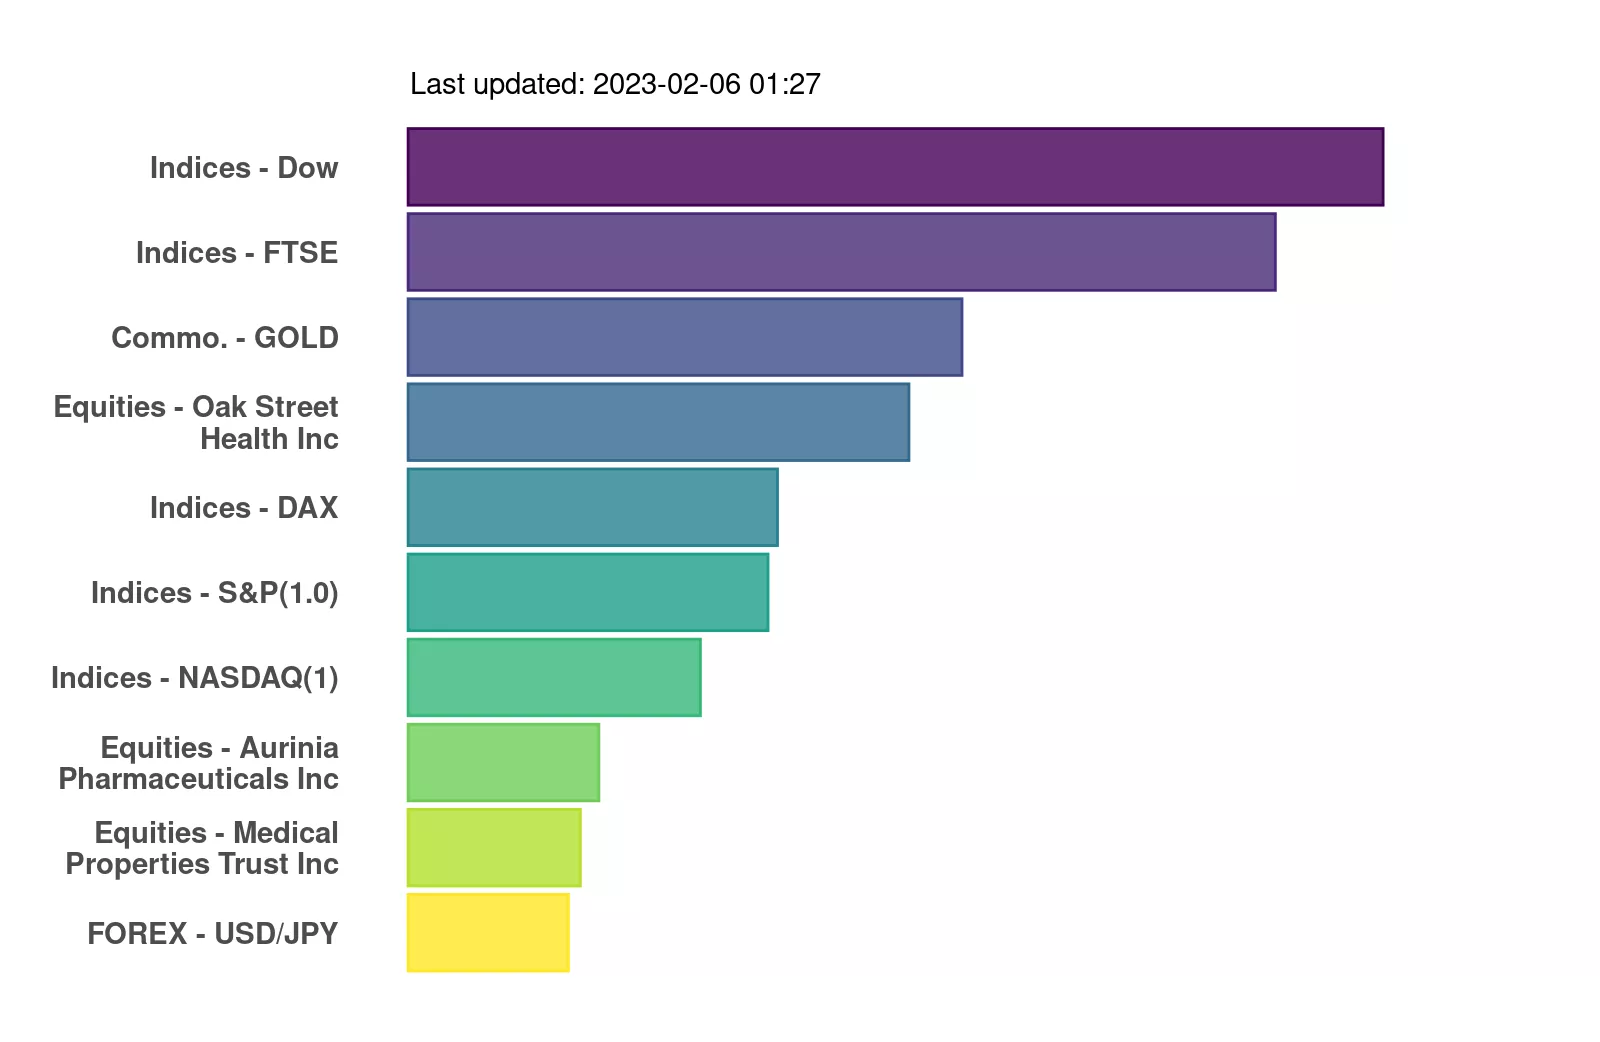 Last updated: 2023-02-06 01:27
Indices - Dow
Indices - FTSE
Commo. - GOLD
Equities - Oak Street
Health Inc
Indices - DAX
Indices - S&P(1.0)
Indices - NASDAQ(1)
Equities - Aurinia
Pharmaceuticals Inc
Equities - Medical
Properties Trust Inc
FOREX - USD/JPY